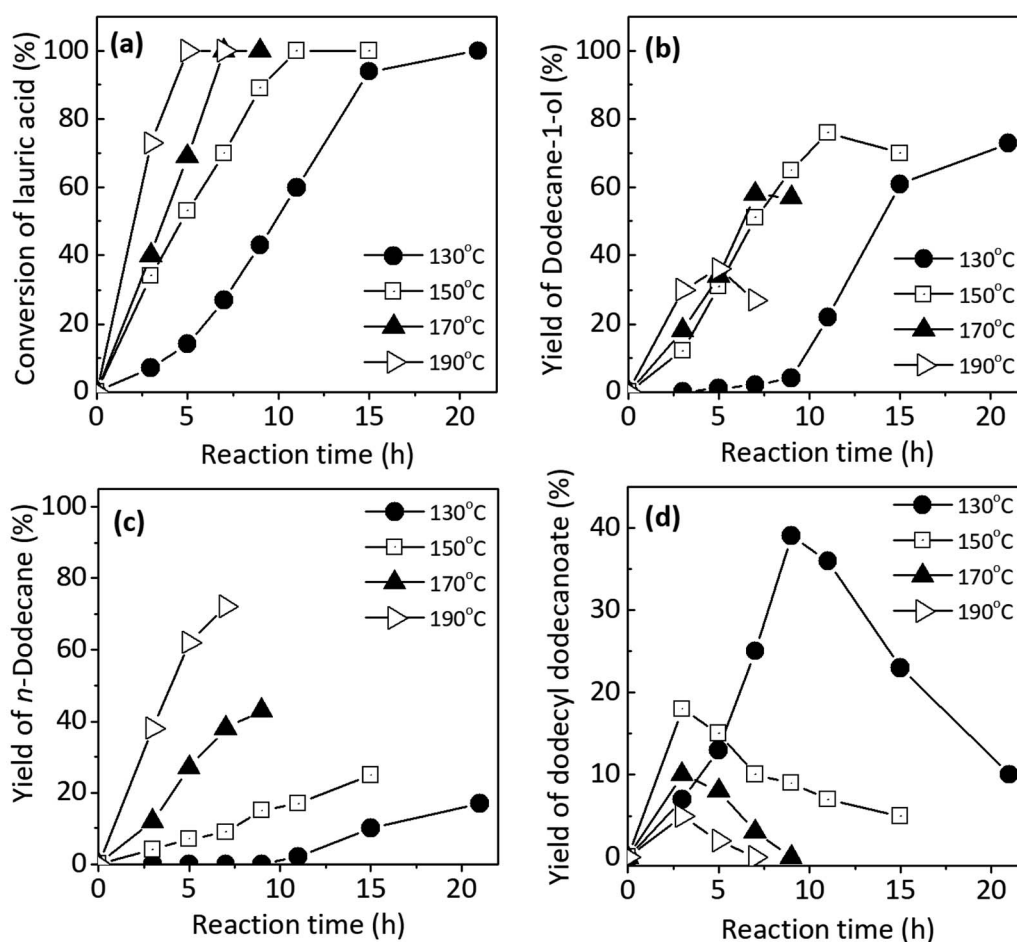 (a)
Conversion of lauric acid (%)
100
80
60
40
20
0
0 5 10 15 20
Reaction time (h)
130°C
150°C
170°C
190°C
(b)
Yield of Dodecane-1-ol (%)
100
80
60
40
20
0
0 5 10 15 20
Reaction time (h)
130°C
150°C
170°C
190°C
(c)
Yield of n-Dodecane (%)
100
80
60
40
20
0
0 5 10 15 20
Reaction time (h)
130°C
150°C
170°C
190°C
(d)
Yield of dodecyl dodecanoate (%)
40
30
20
10
0
0 5 10 15 20
Reaction time (h)
130°C
150°C
170°C
190°C